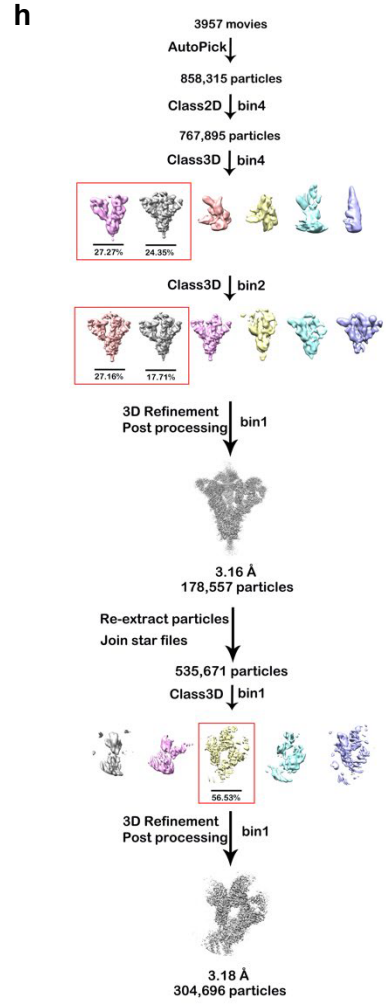 h
3957 movies
AutoPick
858,315 particles
Class2D bin4
767,895 particles
Class3D bin4
27.27% 24.35%
Class3D bin2
27.16% 17.71%
3D Refinement
Post processing bin1
3.16 Å
178,557 particles
Re-extract particles
Join star files
535,671 particles
Class3D bin1
56.53%
3D Refinement
Post processing bin1
3.18 Å
304,696 particles